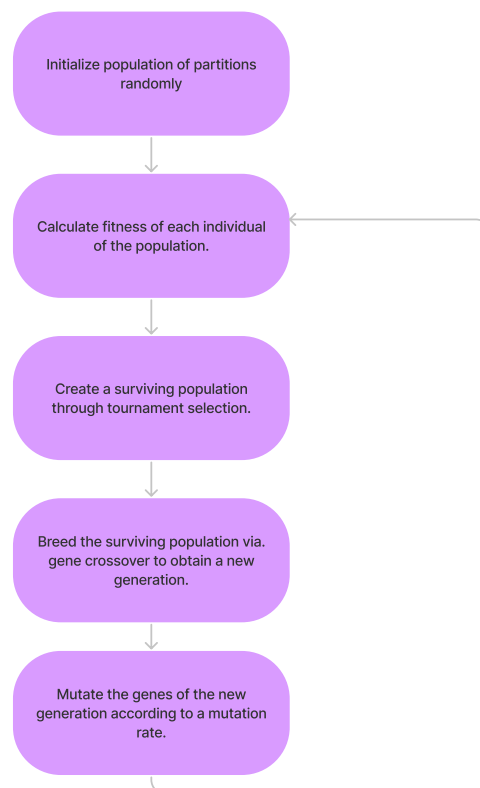 Initialize population of partitions
randomly
Calculate fitness of each individual
of the population.
Create a surviving population
through tournament selection.
Breed the surviving population via.
gene crossover to obtain a new
generation.
Mutate the genes of the new
generation according to a mutation
rate.